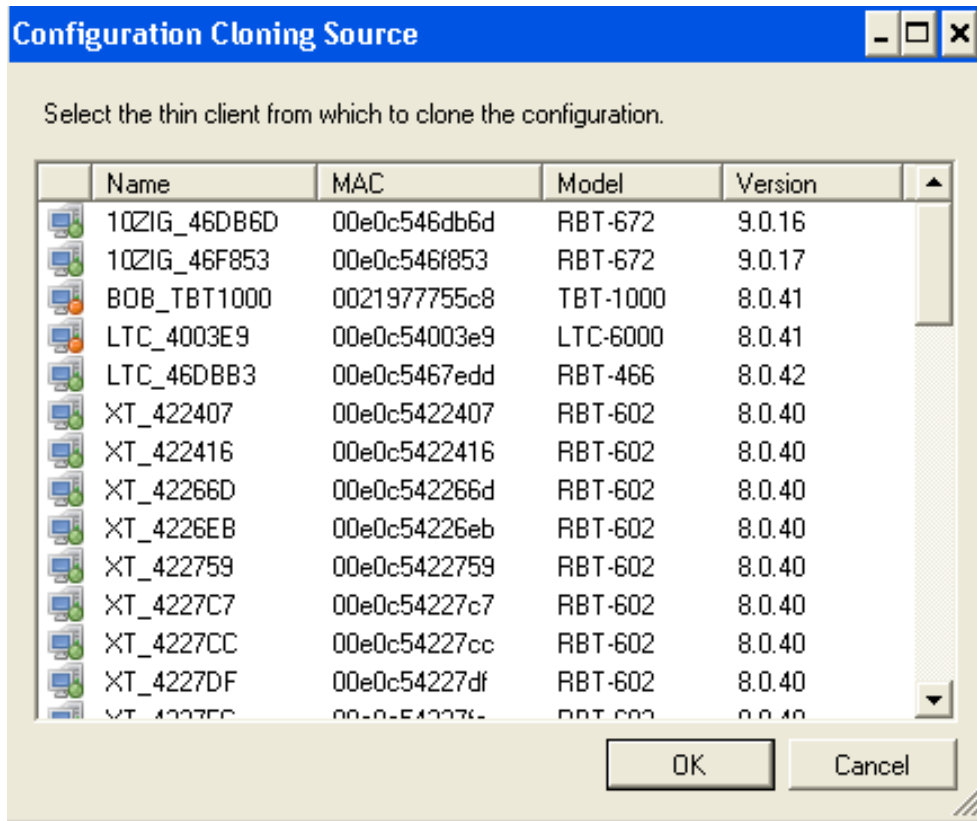 Configuration Cloning Source
Select the thin client from which to clone the configuration.
Name MAC Model Version
10ZIG_46DB6D 00e0c546db6d RBT-672 9.0.16
10ZIG_46F853 00e0c546f853 RBT-672 9.0.17
BOB_TBT1000 0021977755c8 TBT-1000 8.0.41
LTC_4003E9 00e0c54003e9 LTC-6000 8.0.41
LTC_46DBB3 00e0c5467edd RBT-466 8.0.42
XT_422407 00e0c5422407 RBT-602 8.0.40
XT_422416 00e0c5422416 RBT-602 8.0.40
XT_42266D 00e0c542266d RBT-602 8.0.40
XT_4226EB 00e0c54226eb RBT-602 8.0.40
XT_422759 00e0c5422759 RBT-602 8.0.40
XT_4227C7 00e0c54227c7 RBT-602 8.0.40
XT_4227CC 00e0c54227cc RBT-602 8.0.40
XT_4227DF 00e0c54227df RBT-602 8.0.40
OK Cancel